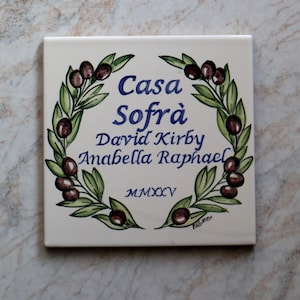 Casa
Sofrà
David Kirby
Anabella Raphael
MMXXV